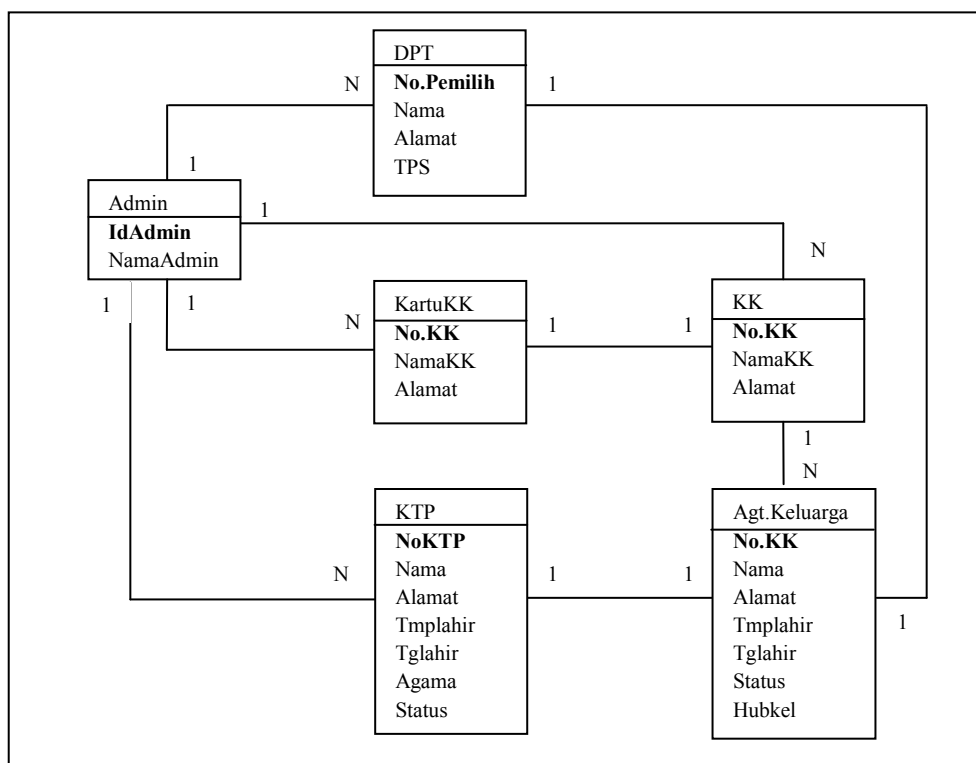 DPT
No.Pemilih
Nama
Alamat
TPS
N
1
1
Admin
IdAdmin
NamaAdmin
1
N
1
1
KartuKK
No.KK
NamaKK
Alamat
N
1
1
KK
No.KK
NamaKK
Alamat
1
N
KTP
NoKTP
Nama
Alamat
Tmplahir
Tglahir
Agama
Status
N
1
1
Agt.Keluarga
No.KK
Nama
Alamat
Tmplahir
Tglahir
Status
Hubkel
1